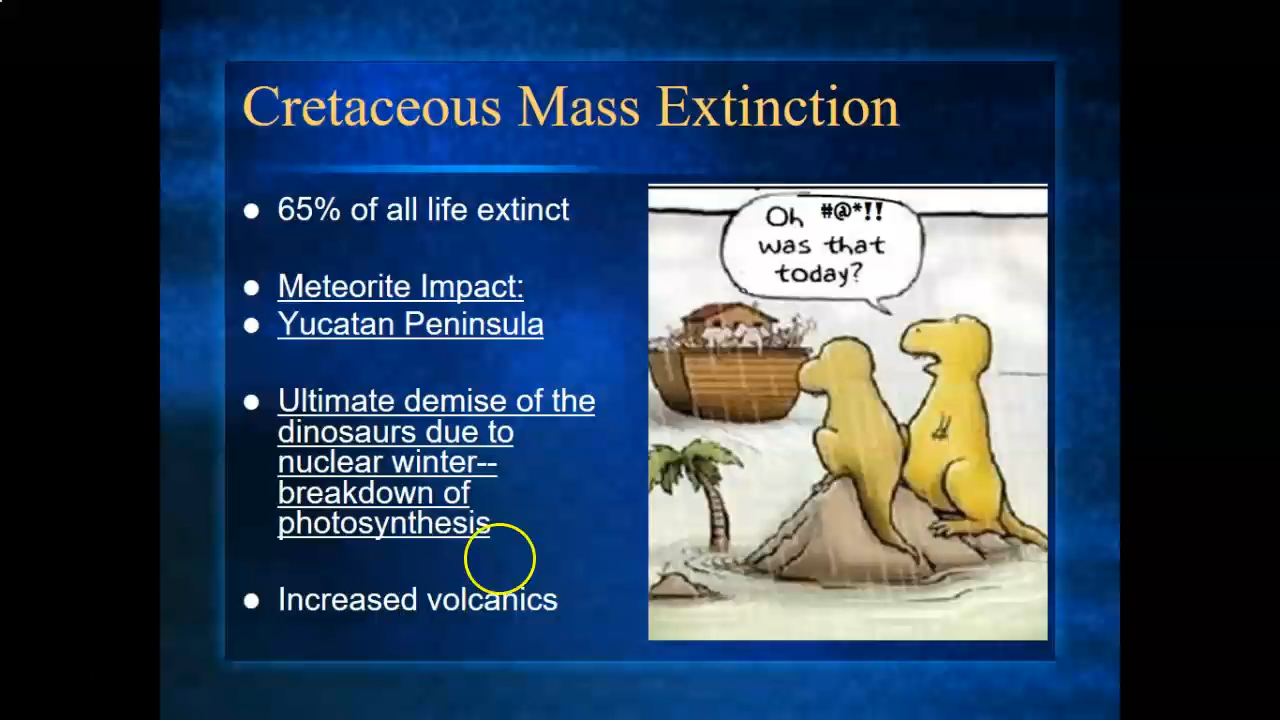 Cretaceous Mass Extinction
● 65% of all life extinct
● Meteorite Impact:
● Yucatan Peninsula
● Ultimate demise of the
dinosaurs due to
nuclear winter--
breakdown of
photosynthesis
● Increased volcanics
Oh #@*!!
was that
today?